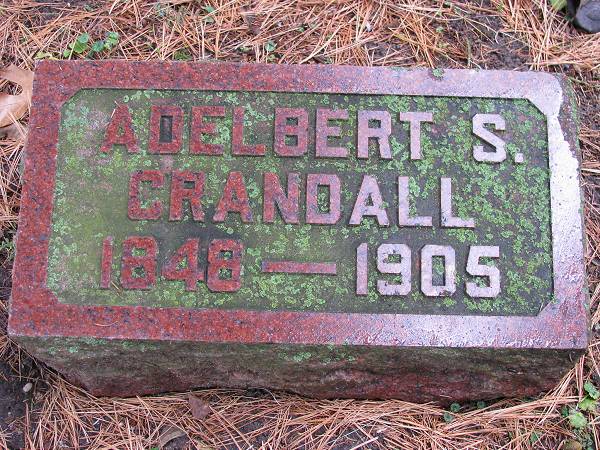 ADELBERT S.
CRANDALL
1848 — 1905